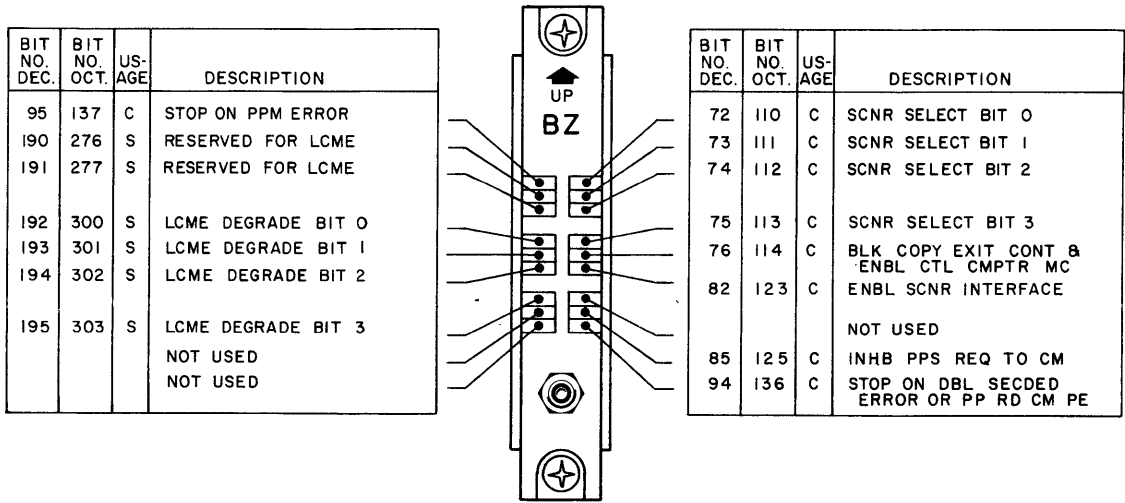 BIT NO. DEC. BIT NO. OCT. US-AGE DESCRIPTION
95 137 C STOP ON PPM ERROR
190 276 S RESERVED FOR LCME
191 277 S RESERVED FOR LCME
192 300 S LCME DEGRADE BIT 0
193 301 S LCME DEGRADE BIT 1
194 302 S LCME DEGRADE BIT 2
195 303 S LCME DEGRADE BIT 3
NOT USED
NOT USED
UP
BZ
BIT NO. DEC. BIT NO. OCT. US-AGE DESCRIPTION
72 110 C SCNR SELECT BIT 0
73 111 C SCNR SELECT BIT 1
74 112 C SCNR SELECT BIT 2
75 113 C SCNR SELECT BIT 3
76 114 C BLK COPY EXIT CONT &
ENBL CTL CMPTR MC
82 123 C ENBL SCNR INTERFACE
NOT USED
85 125 C INHB PPS REQ TO CM
94 136 C STOP ON DBL SECDED
ERROR OR PP RD CM PE